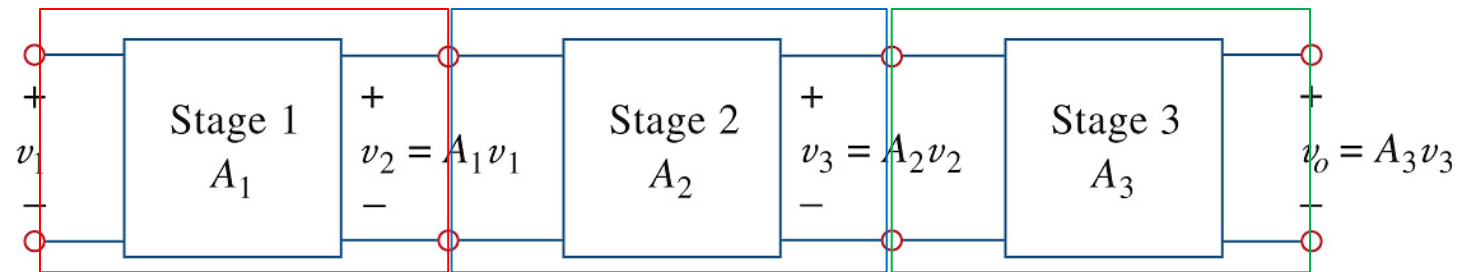 Stage 1
A₁
Stage 2
A₂
Stage 3
A₃
+
v₁
−
+
v₂ = A₁v₁
−
+
v₃ = A₂v₂
−
+
vₒ = A₃v₃
−